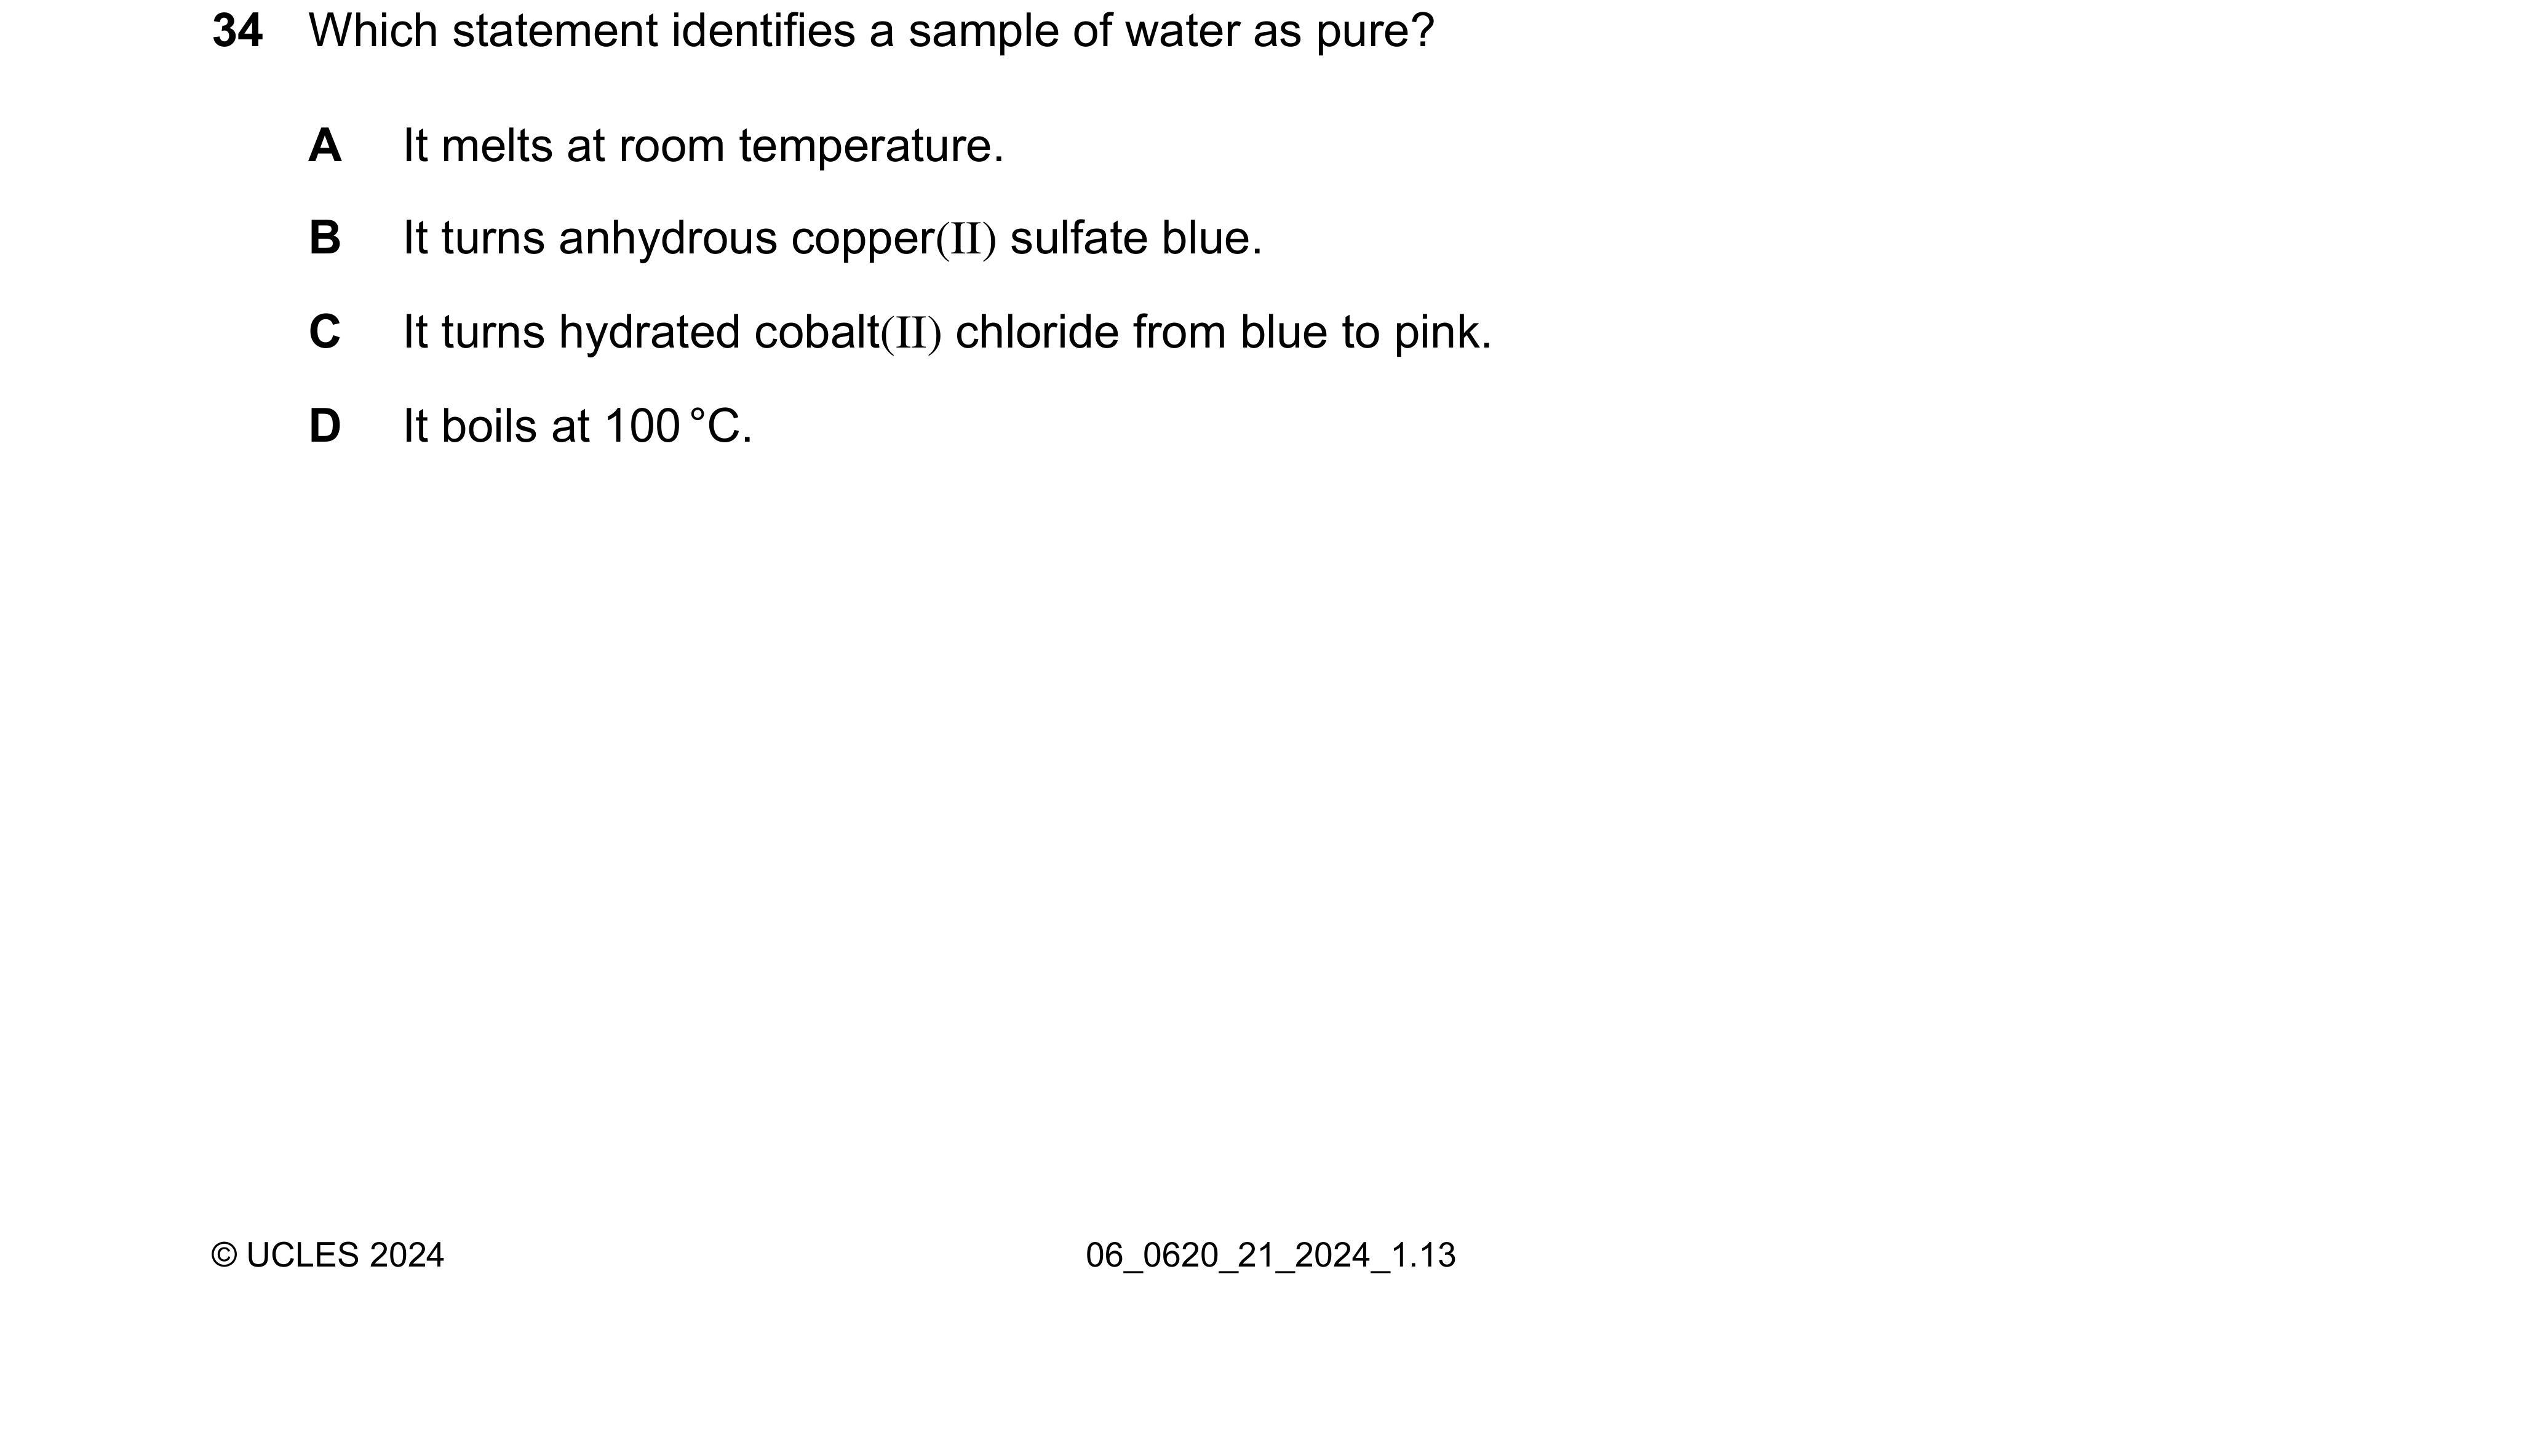 34 Which statement identifies a sample of water as pure?
A It melts at room temperature.
B It turns anhydrous copper(II) sulfate blue.
C It turns hydrated cobalt(II) chloride from blue to pink.
D It boils at 100 °C.
© UCLES 2024 06_0620_21_2024_1.13